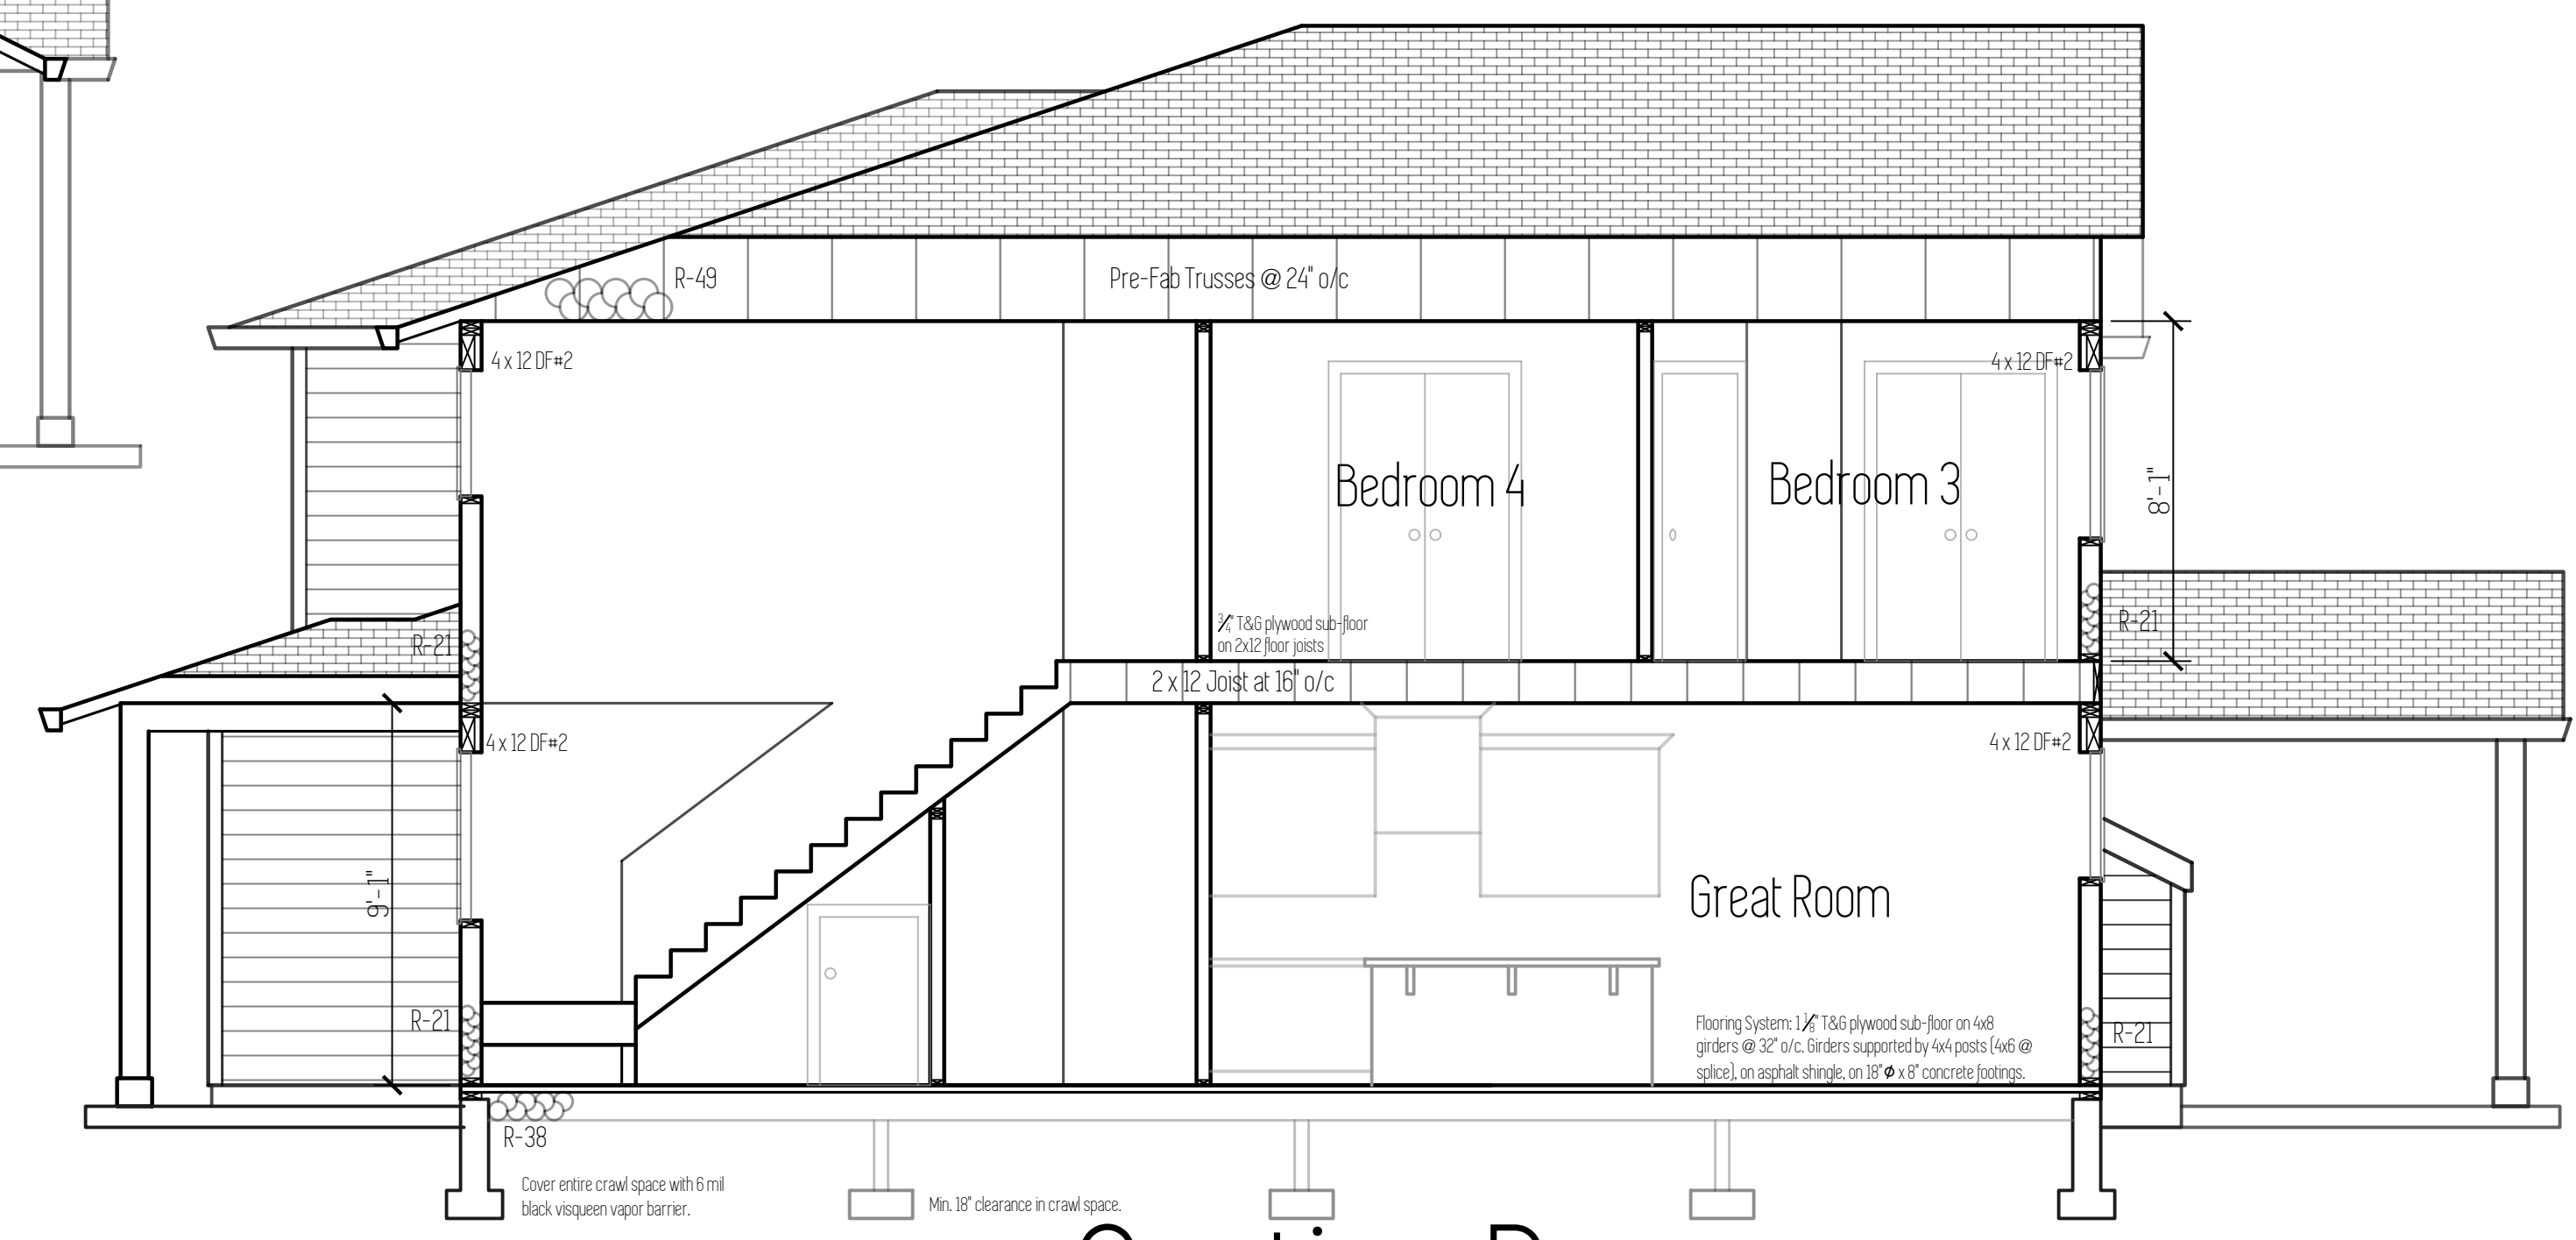 R-49
Pre-Fab Trusses @ 24" o/c
4 x 12 DF#2
4 x 12 DF#2
Bedroom 4
Bedroom 3
8'-1"
3/4" T&G plywood sub-floor
on 2x12 floor joists
R-21
R-21
2 x 12 Joist at 16" o/c
4 x 12 DF#2
4 x 12 DF#2
9'-1"
Great Room
R-21
Flooring System: 1 1/8" T&G plywood sub-floor on 4x8
girders @ 32" o/c. Girders supported by 4x4 posts (4x6 @
splice), on asphalt shingle, on 18"Φ x 8" concrete footings.
R-21
R-38
Cover entire crawl space with 6 mil
black visqueen vapor barrier.
Min. 18" clearance in crawl space.